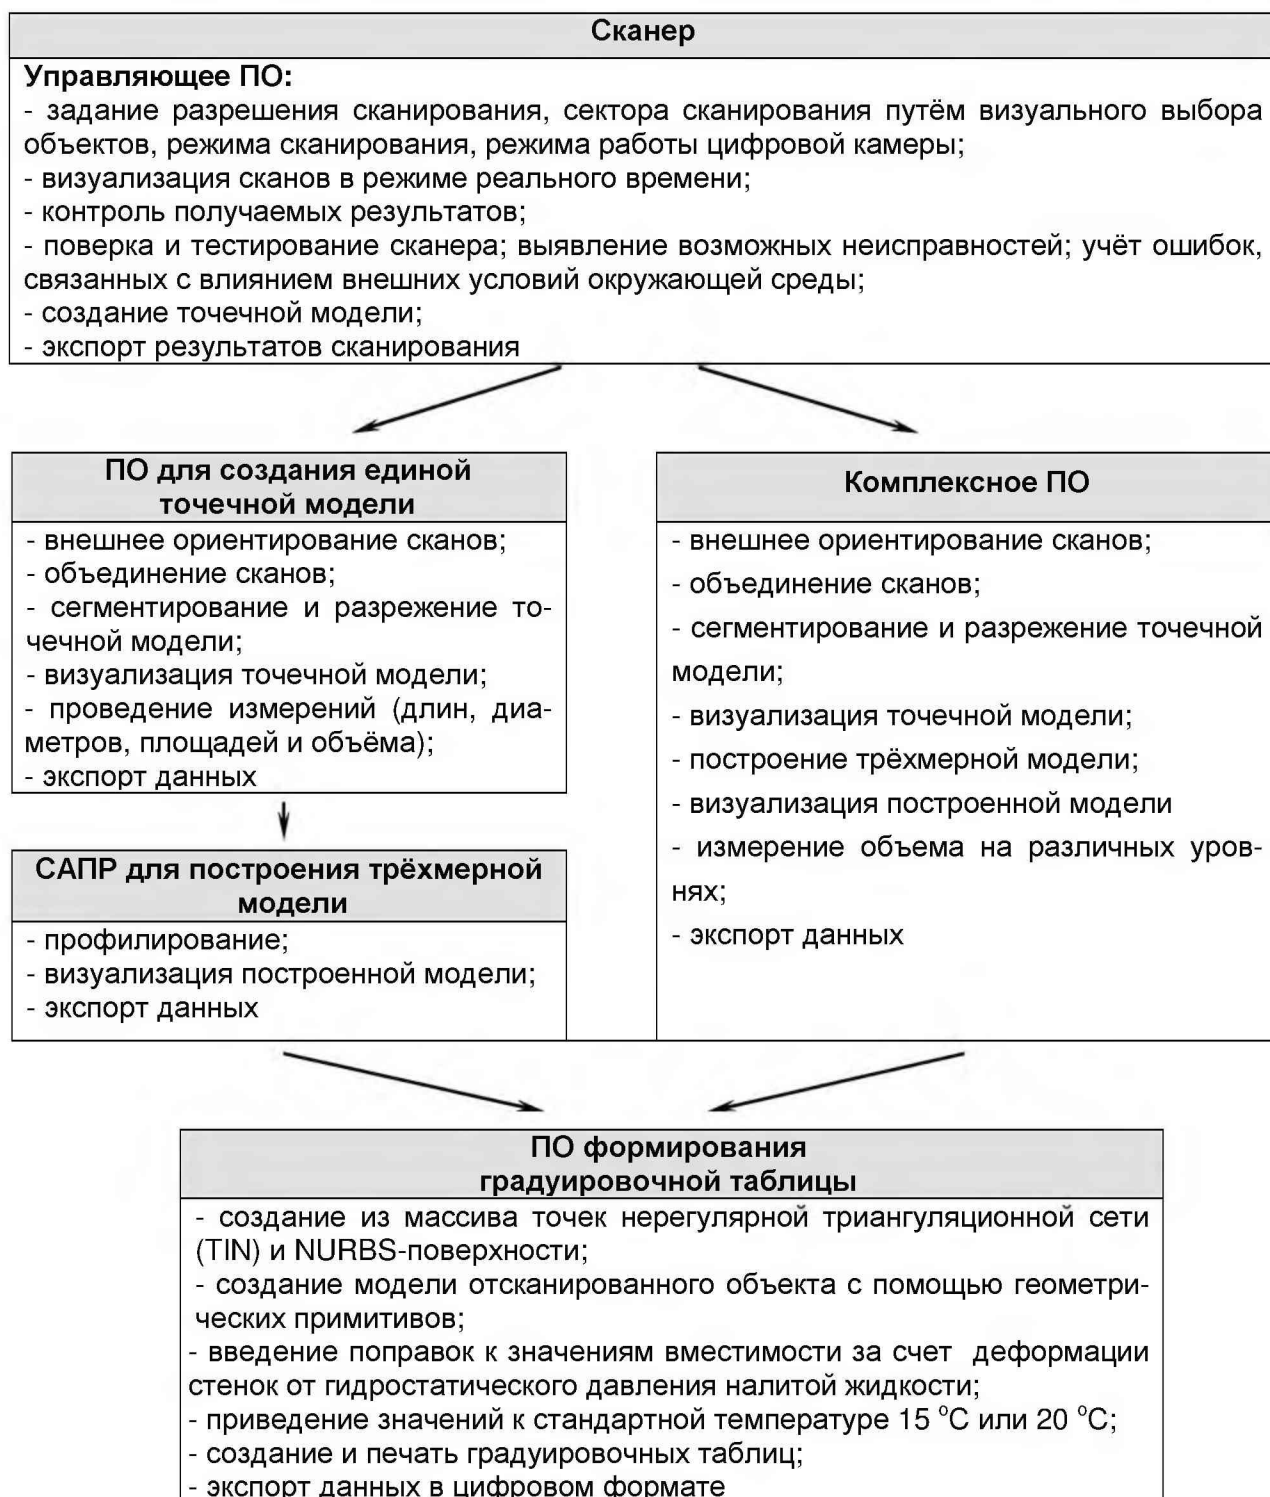 Сканер
Управляющее ПО:
- задание разрешения сканирования, сектора сканирования путём визуального выбора
объектов, режима сканирования, режима работы цифровой камеры;
- визуализация сканов в режиме реального времени;
- контроль получаемых результатов;
- поверка и тестирование сканера; выявление возможных неисправностей; учёт ошибок,
связанных с влиянием внешних условий окружающей среды;
- создание точечной модели;
- экспорт результатов сканирования
ПО для создания единой
точечной модели
- внешнее ориентирование сканов;
- объединение сканов;
- сегментирование и разрежение то-
чечной модели;
- визуализация точечной модели;
- проведение измерений (длин, диа-
метров, площадей и объёма);
- экспорт данных
САПР для построения трёхмерной
модели
- профилирование;
- визуализация построенной модели;
- экспорт данных
Комплексное ПО
- внешнее ориентирование сканов;
- объединение сканов;
- сегментирование и разрежение точечной
модели;
- визуализация точечной модели;
- построение трёхмерной модели;
- визуализация построенной модели
- измерение объема на различных уров-
нях;
- экспорт данных
ПО формирования
градуировочной таблицы
- создание из массива точек нерегулярной триангуляционной сети
(TIN) и NURBS-поверхности;
- создание модели отсканированного объекта с помощью геометри-
ческих примитивов;
- введение поправок к значениям вместимости за счет деформации
стенок от гидростатического давления налитой жидкости;
- приведение значений к стандартной температуре 15 °С или 20 °С;
- создание и печать градуировочных таблиц;
- экспорт данных в цифровом формате